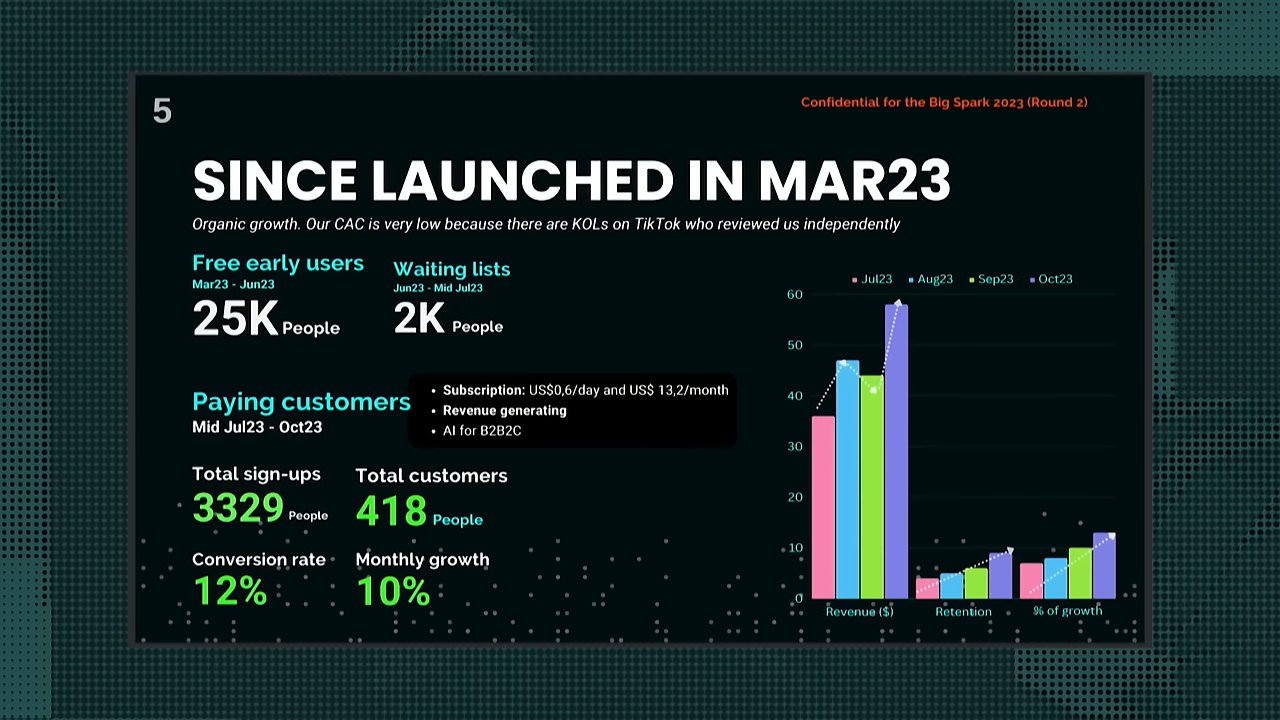 5
Confidential for the Big Spark 2023 (Round 2)
SINCE LAUNCHED IN MAR23
Organic growth. Our CAC is very low because there are KOLs on TikTok who reviewed us independently
Free early users
Mar23 - Jun23
25K People
Waiting lists
Jun23 - Mid Jul23
2K People
Paying customers
Mid Jul23 - Oct23
• Subscription: US$0,6/day and US$ 13,2/month
• Revenue generating
• AI for B2B2C
Total sign-ups
3329 People
Total customers
418 People
Conversion rate
12%
Monthly growth
10%
Jul23 Aug23 Sep23 Oct23
60
50
40
30
20
10
0
Revenue ($) Retention % of growth